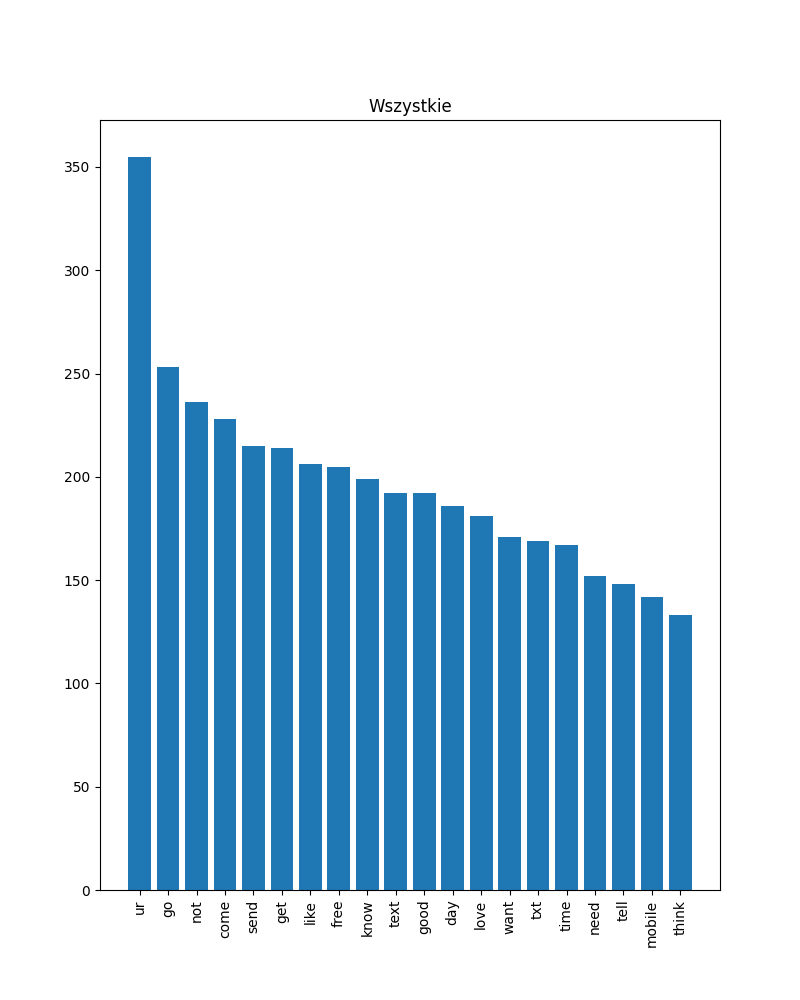 Wszystkie
350
300
250
200
150
100
50
0
ur
go
not
come
send
get
like
free
know
text
good
day
love
want
txt
time
need
tell
mobile
think